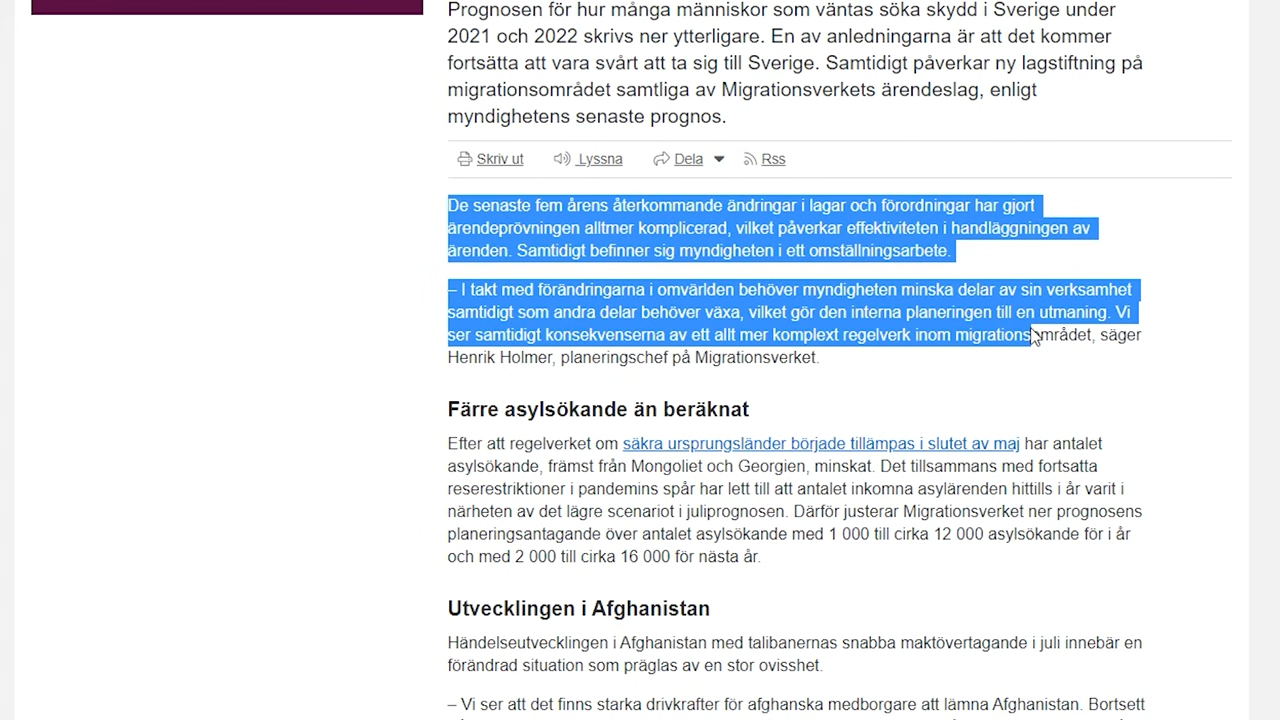 Prognosen för hur många människor som väntas söka skydd i Sverige under
2021 och 2022 skrivs ner ytterligare. En av anledningarna är att det kommer
fortsätta att vara svårt att ta sig till Sverige. Samtidigt påverkar ny lagstiftning på
migrationsområdet samtliga av Migrationsverkets ärendeslag, enligt
myndighetens senaste prognos.
Skriv ut Lyssna Dela Rss
De senaste fem årens återkommande ändringar i lagar och förordningar har gjort
ärendeprövningen alltmer komplicerad, vilket påverkar effektiviteten i handläggningen av
ärenden. Samtidigt befinner sig myndigheten i ett omställningsarbete.
– I takt med förändringarna i omvärlden behöver myndigheten minska delar av sin verksamhet
samtidigt som andra delar behöver växa, vilket gör den interna planeringen till en utmaning. Vi
ser samtidigt konsekvenserna av ett allt mer komplext regelverk inom migrationsområdet, säger
Henrik Holmer, planeringschef på Migrationsverket.
Färre asylsökande än beräknat
Efter att regelverket om säkra ursprungsländer började tillämpas i slutet av maj har antalet
asylsökande, främst från Mongoliet och Georgien, minskat. Det tillsammans med fortsatta
reserestriktioner i pandemins spår har lett till att antalet inkomna asylärenden hittills i år varit i
närheten av det lägre scenariot i juliprognosen. Därför justerar Migrationsverket ner prognosens
planeringsantagande över antalet asylsökande med 1 000 till cirka 12 000 asylsökande för i år
och med 2 000 till cirka 16 000 för nästa år.
Utvecklingen i Afghanistan
Händelseutvecklingen i Afghanistan med talibanernas snabba maktövertagande i juli innebär en
förändrad situation som präglas av en stor ovisshet.
– Vi ser att det finns starka drivkrafter för afghanska medborgare att lämna Afghanistan. Bortsett